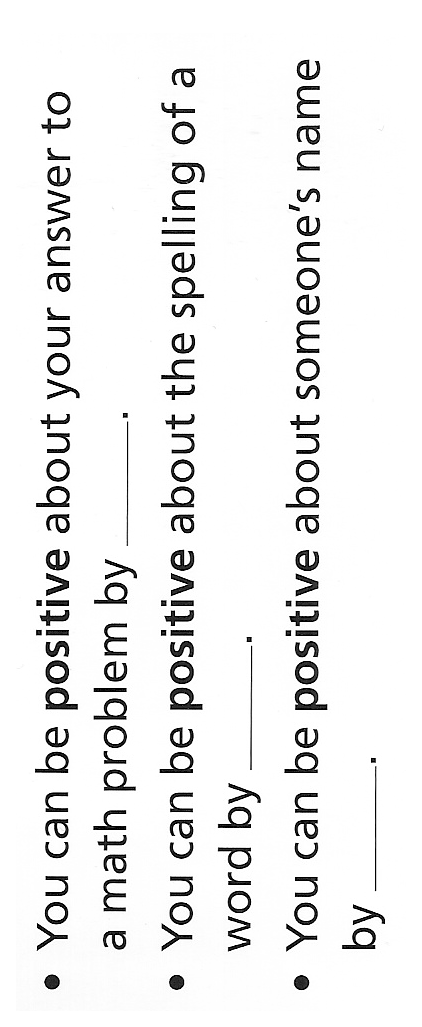 • You can be positive about your answer to
a math problem by ______.
• You can be positive about the spelling of a
word by ______.
• You can be positive about someone's name
by ______.